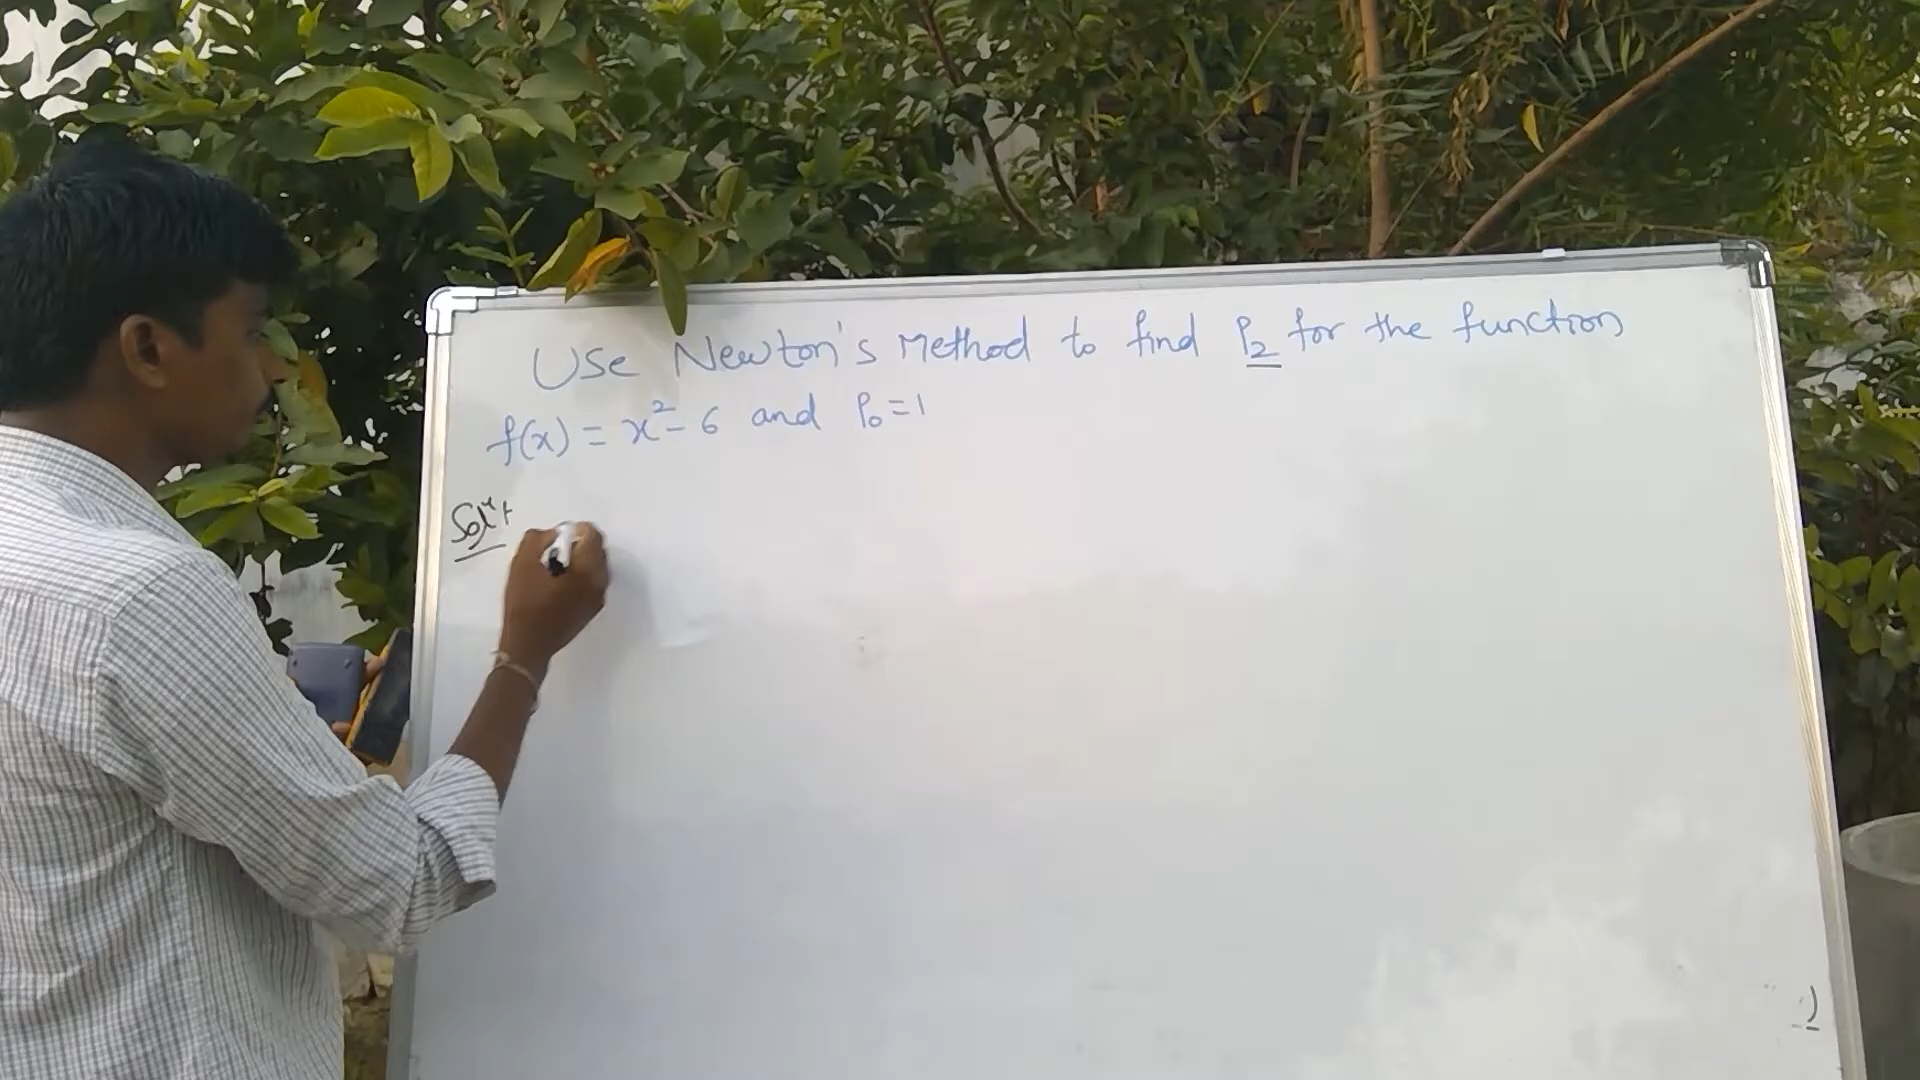 Use Newton's Method to find P₂ for the function
f(x) = x² - 6 and P₀ = 1
Solⁿ: